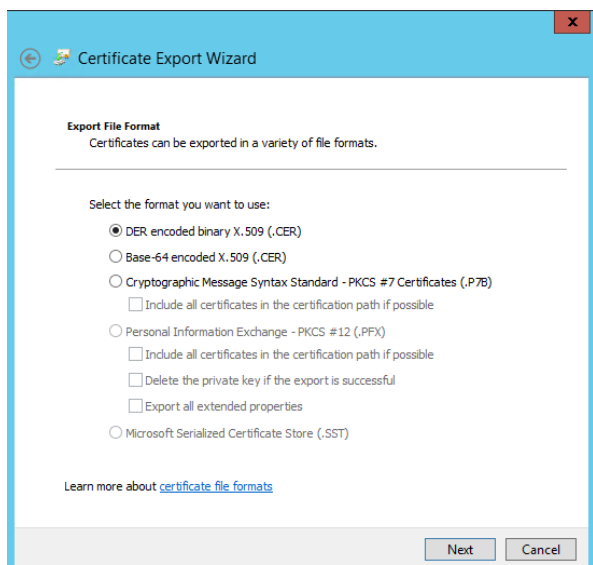 x
Certificate Export Wizard
Export File Format
Certificates can be exported in a variety of file formats.
Select the format you want to use:
DER encoded binary X.509 (.CER)
Base-64 encoded X.509 (.CER)
Cryptographic Message Syntax Standard - PKCS #7 Certificates (.P7B)
Include all certificates in the certification path if possible
Personal Information Exchange - PKCS #12 (.PFX)
Include all certificates in the certification path if possible
Delete the private key if the export is successful
Export all extended properties
Microsoft Serialized Certificate Store (.SST)
Learn more about certificate file formats
Next Cancel